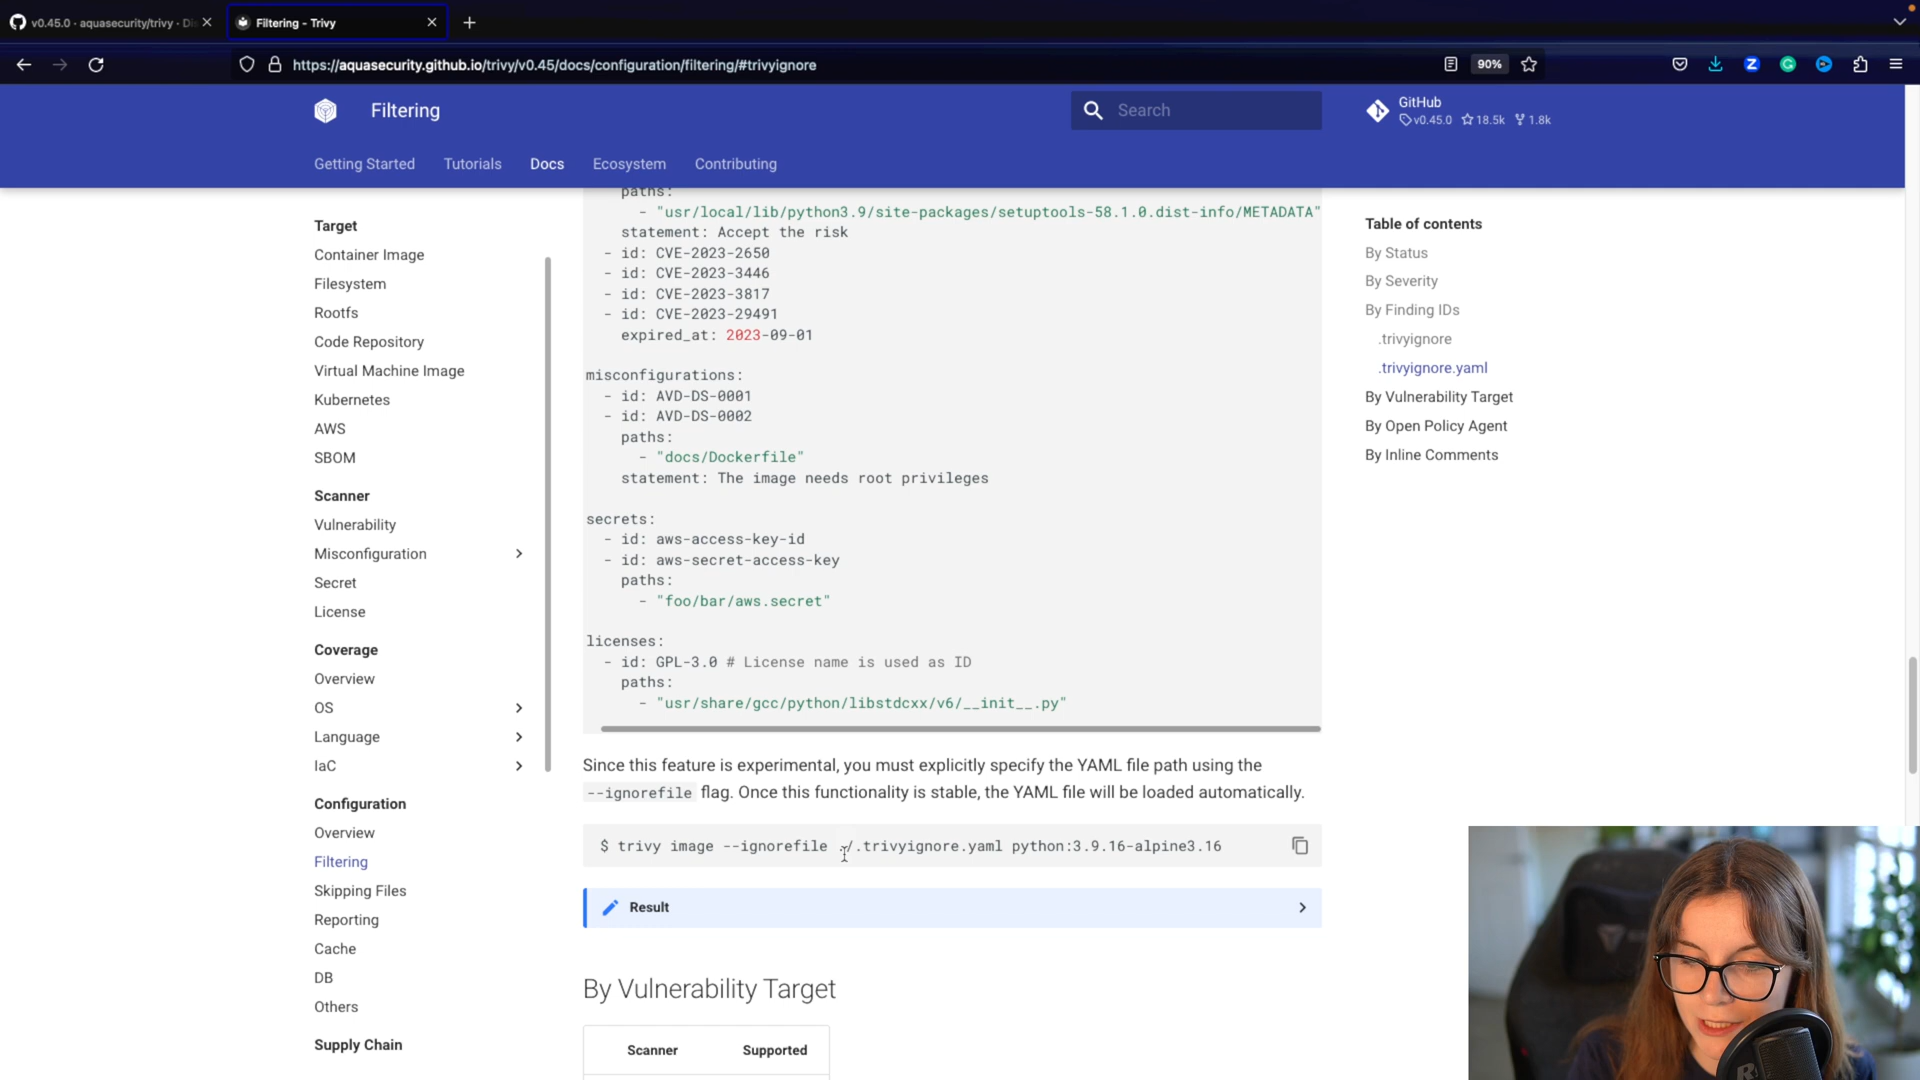 v0.45.0 · aquasecurity/trivy · Di
Filtering - Trivy
https://aquasecurity.github.io/trivy/v0.45/docs/configuration/filtering/#trivyignore
90%
Filtering
Search
GitHub
v0.45.0 18.5k 1.8k
Getting Started Tutorials Docs Ecosystem Contributing
Target
Container Image
Filesystem
Rootfs
Code Repository
Virtual Machine Image
Kubernetes
AWS
SBOM
Scanner
Vulnerability
Misconfiguration
Secret
License
Coverage
Overview
OS
Language
IaC
Configuration
Overview
Filtering
Skipping Files
Reporting
Cache
DB
Others
Supply Chain
paths:
- "usr/local/lib/python3.9/site-packages/setuptools-58.1.0.dist-info/METADATA"
statement: Accept the risk
- id: CVE-2023-2650
- id: CVE-2023-3446
- id: CVE-2023-3817
- id: CVE-2023-29491
expired_at: 2023-09-01
misconfigurations:
- id: AVD-DS-0001
- id: AVD-DS-0002
paths:
- "docs/Dockerfile"
statement: The image needs root privileges
secrets:
- id: aws-access-key-id
- id: aws-secret-access-key
paths:
- "foo/bar/aws.secret"
licenses:
- id: GPL-3.0 # License name is used as ID
paths:
- "usr/share/gcc/python/libstdcxx/v6/__init__.py"
Since this feature is experimental, you must explicitly specify the YAML file path using the
--ignorefile flag. Once this functionality is stable, the YAML file will be loaded automatically.
$ trivy image --ignorefile ./.trivyignore.yaml python:3.9.16-alpine3.16
Result
By Vulnerability Target
Scanner Supported
Table of contents
By Status
By Severity
By Finding IDs
.trivyignore
.trivyignore.yaml
By Vulnerability Target
By Open Policy Agent
By Inline Comments